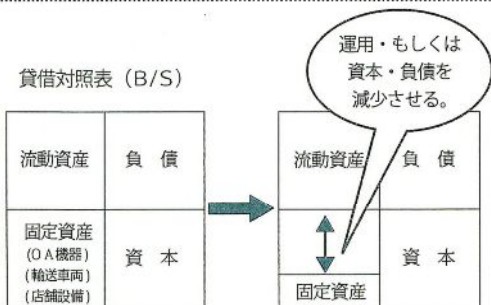 運用・もしくは
資本・負債を
減少させる。
貸借対照表（B/S）
流動資産
負　債
固定資産
(OA機器)
(輸送車両)
(店舗設備)
資　本
流動資産
負　債
固定資産
資　本